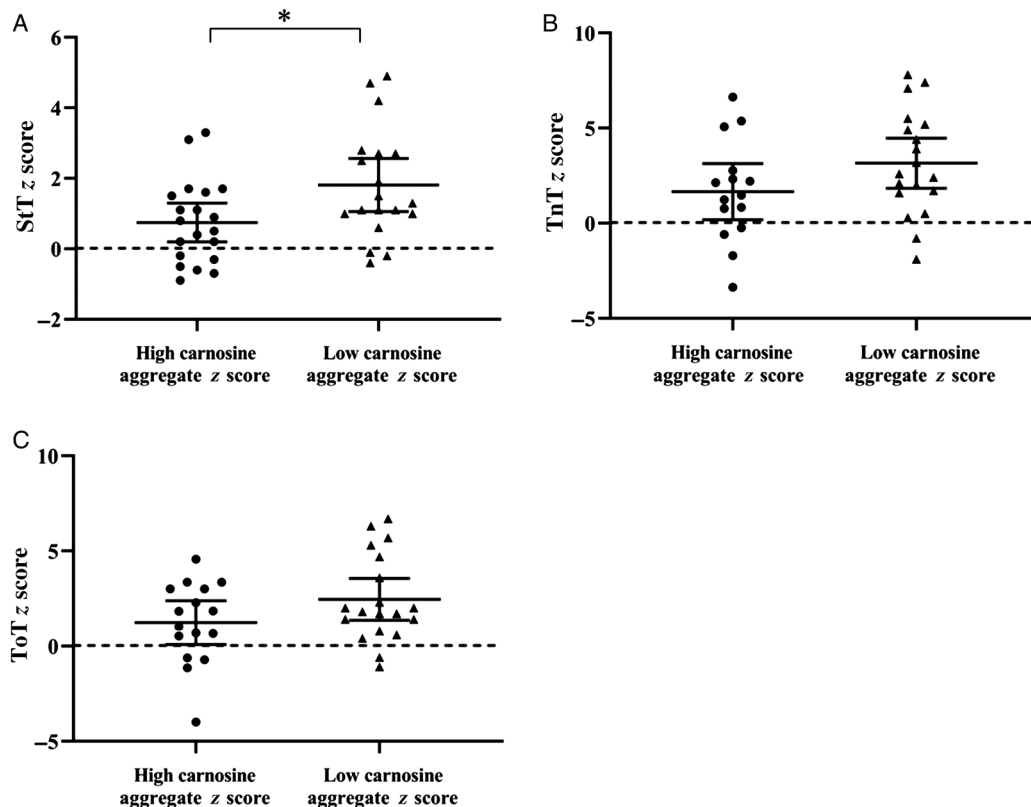 A
*
StT z score
6
4
2
0
–2
High carnosine
aggregate z score
Low carnosine
aggregate z score
B
TnT z score
10
5
0
–5
High carnosine
aggregate z score
Low carnosine
aggregate z score
C
ToT z score
10
5
0
–5
High carnosine
aggregate z score
Low carnosine
aggregate z score